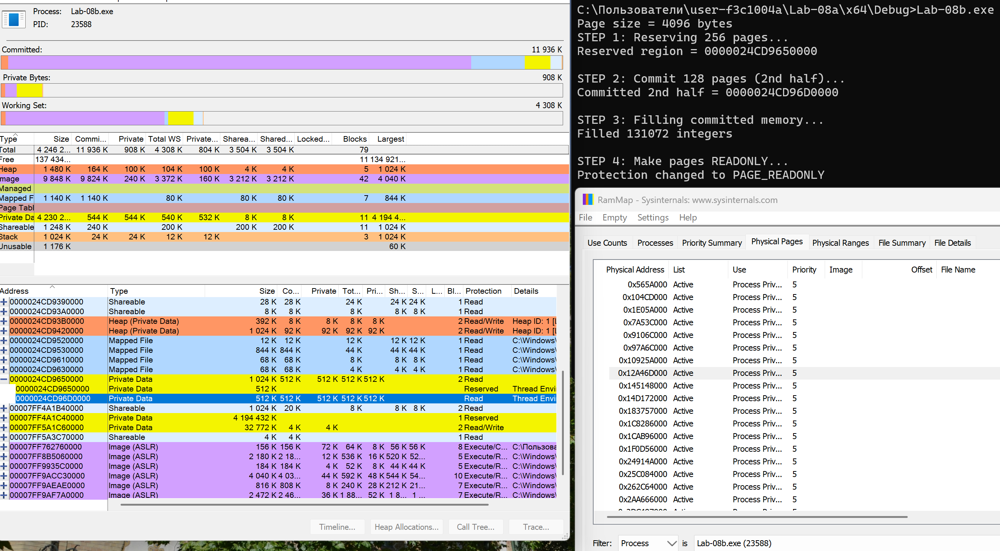 Process: Lab-08b.exe
PID: 23588
Committed: 11 936 K
Private Bytes: 908 K
Working Set: 4 308 K
Type Size Commi... Private Total WS Private... Sharea... Shared... Locked... Blocks Largest
Total 4 246 2... 11 936 K 908 K 4 308 K 804 K 3 504 K 3 504 K 79
Free 137 434... 11 134 921...
Heap 1 480 K 164 K 100 K 104 K 100 K 4 K 4 K 5 1 024 K
Image 9 848 K 9 824 K 240 K 3 372 K 160 K 3 212 K 3 212 K 42 4 040 K
Managed
Mapped F 1 140 K 1 140 K 80 K 80 K 80 K 7 844 K
Page Tabl
Private Da 4 230 2... 544 K 544 K 540 K 532 K 8 K 8 K 11 4 194 4...
Shareable 1 248 K 240 K 200 K 200 K 200 K 11 1 024 K
Stack 1 024 K 24 K 24 K 12 K 12 K 3 1 024 K
Unusable 1 176 K 60 K
Address Type Size Co... Private Tot... Pri... Sh... S... L... Bl... Protection Details
0000024CD9390000 Shareable 28 K 28 K 24 K 24 K 24 K 1 Read
0000024CD93A0000 Shareable 8 K 8 K 8 K 8 K 8 K 1 Read
0000024CD93B0000 Heap (Private Data) 392 K 8 K 8 K 8 K 8 K 2 Read/Write Heap ID: 1 [
0000024CD9420000 Heap (Private Data) 1 024 K 92 K 92 K 92 K 92 K 2 Read/Write Heap ID: 1 [
0000024CD9520000 Mapped File 12 K 12 K 12 K 12 K 12 K 1 Read C:\Windows\
0000024CD9530000 Mapped File 844 K 844 K 44 K 44 K 44 K 1 Read C:\Windows\
0000024CD9610000 Mapped File 68 K 68 K 8 K 8 K 8 K 1 Read C:\Windows\
0000024CD9630000 Mapped File 68 K 68 K 4 K 4 K 4 K 1 Read C:\Windows\
0000024CD9650000 Private Data 1 024 K 512 K 512 K 512 K 512 K 2 Read
0000024CD9650000 Private Data 512 K Reserved Thread Envi
0000024CD96D0000 Private Data 512 K 512 K 512 K 512 K 512 K Read Thread Envi
00007FF4A1B40000 Shareable 1 024 K 20 K 8 K 8 K 8 K 2 Read
00007FF4A1C40000 Private Data 4 194 432 K 1 Reserved
00007FF5A1C60000 Private Data 32 772 K 4 K 4 K 2 Read/Write
00007FF5A3C70000 Shareable 4 K 4 K 1 Read
00007FF762760000 Image (ASLR) 156 K 156 K 72 K 64 K 8 K 56 K 56 K 8 Execute/C... C:\Пользова
00007FF8B5060000 Image (ASLR) 2 180 K 2 18... 12 K 536 K 16 K 520 K 52... 5 Execute/R... C:\Windows\
00007FF9935C0000 Image (ASLR) 184 K 184 K 4 K 52 K 8 K 44 K 44 K 5 Execute/R... C:\Windows\
00007FF9ACC30000 Image (ASLR) 4 040 K 4 03... 44 K 592 K 48 K 544 K 54... 10 Execute/R... C:\Windows\
00007FF9AEAE0000 Image (ASLR) 816 K 808 K 8 K 240 K 28 K 212 K 21... 7 Execute/R... C:\Windows\
00007FF9AF7A0000 Image (ASLR) 2 472 K 2 46... 36 K 1 88... 52 K 1 8... 1 ... 7 Execute/R... C:\Windows\
Timeline... Heap Allocations... Call Tree... Trace...
C:\Пользователи\user-f3c1004a\Lab-08a\x64\Debug>Lab-08b.exe
Page size = 4096 bytes
STEP 1: Reserving 256 pages...
Reserved region = 0000024CD9650000
STEP 2: Commit 128 pages (2nd half)...
Committed 2nd half = 0000024CD96D0000
STEP 3: Filling committed memory...
Filled 131072 integers
STEP 4: Make pages READONLY...
Protection changed to PAGE_READONLY
RamMap - Sysinternals: www.sysinternals.com
File Empty Settings Help
Use Counts Processes Priority Summary Physical Pages Physical Ranges File Summary File Details
Physical Address List Use Priority Image Offset File Name
0x565A000 Active Process Priv... 5
0x104CD000 Active Process Priv... 5
0x1E05A000 Active Process Priv... 5
0x7A53C000 Active Process Priv... 5
0x9106C000 Active Process Priv... 5
0x97A6C000 Active Process Priv... 5
0x10925A000 Active Process Priv... 5
0x12A46D000 Active Process Priv... 5
0x145148000 Active Process Priv... 5
0x14D172000 Active Process Priv... 5
0x183757000 Active Process Priv... 5
0x1C8286000 Active Process Priv... 5
0x1CAB96000 Active Process Priv... 5
0x1F0D56000 Active Process Priv... 5
0x24914A000 Active Process Priv... 5
0x25C084000 Active Process Priv... 5
0x262C64000 Active Process Priv... 5
0x2AA666000 Active Process Priv... 5
Filter: Process is Lab-08b.exe (23588)